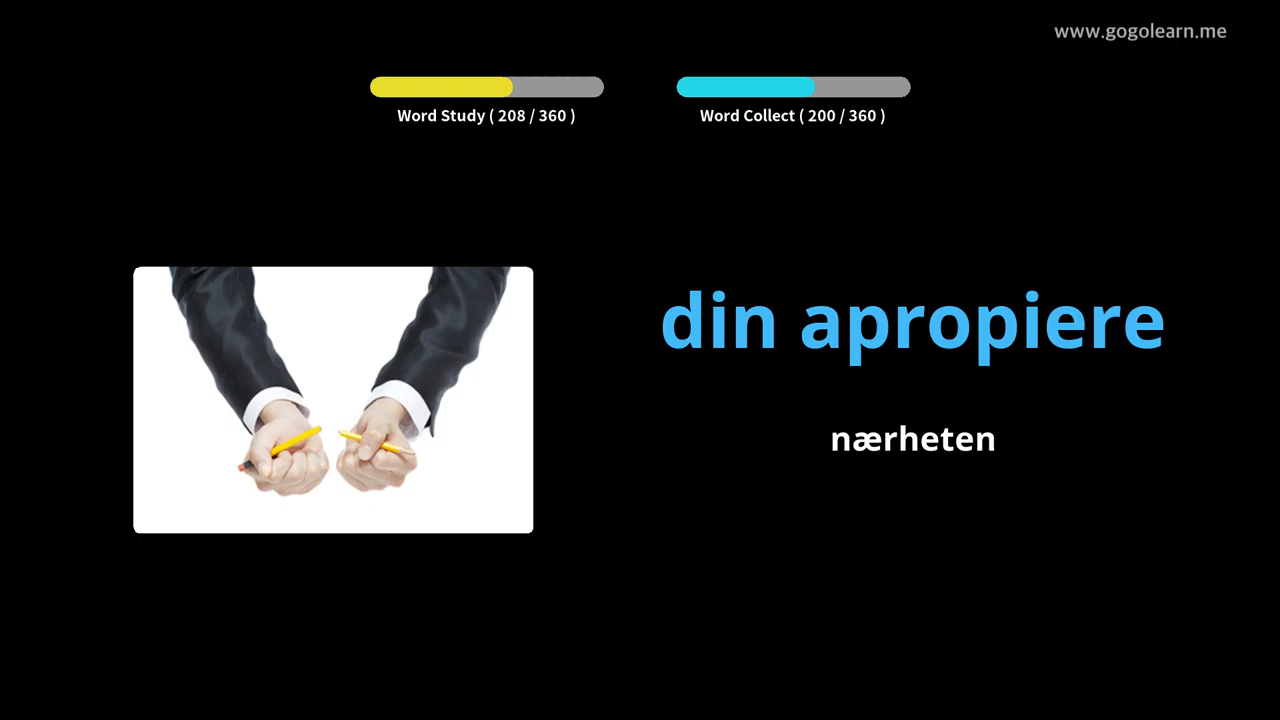 www.gogolearn.me
Word Study ( 208 / 360 )
Word Collect ( 200 / 360 )
din apropiere
nærheten